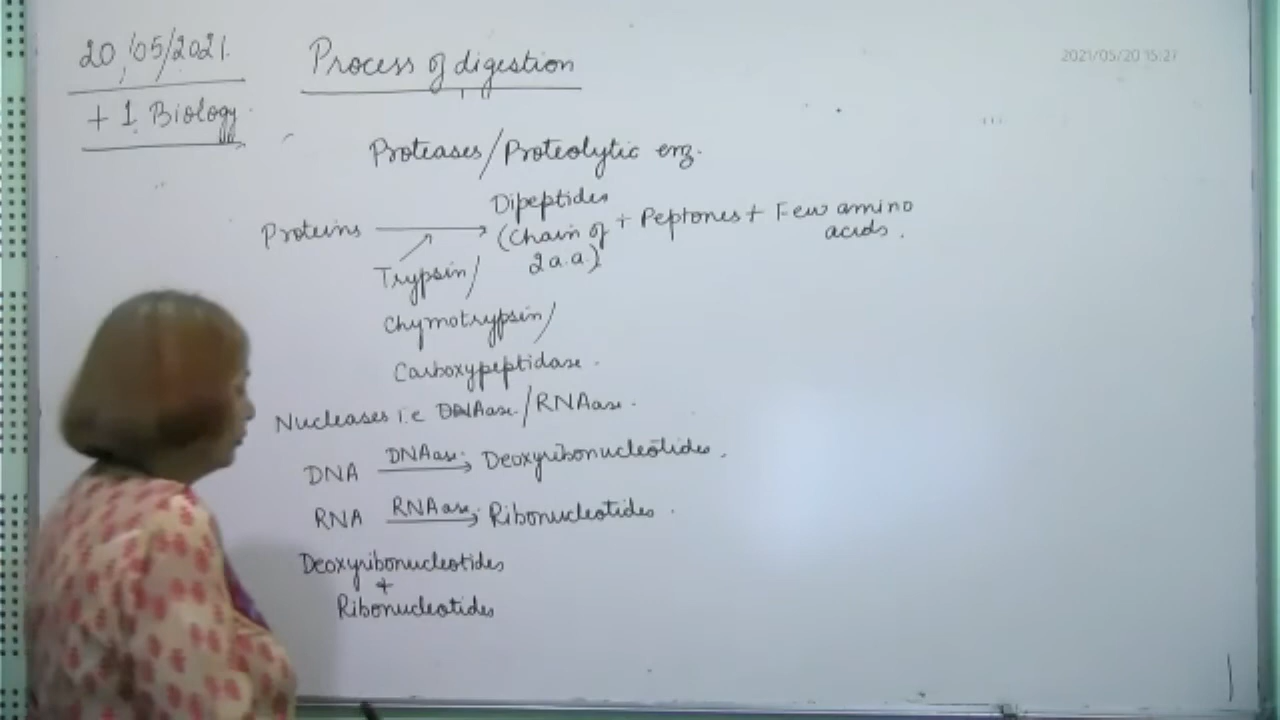 20/05/2021.
+ 1 Biology
Process of digestion
2021/05/20 15:27
Proteases/Proteolytic enz.
Proteins → Dipeptides (Chain of 2 a.a.) + Peptones + Few amino acids.
Trypsin/
Chymotrypsin/
Carboxypeptidase.
Nucleases i.e DNAase/RNAase.
DNA DNAase. → Deoxyribonucleotides.
RNA RNAase. → Ribonucleotides.
Deoxyribonucleotides
+
Ribonucleotides